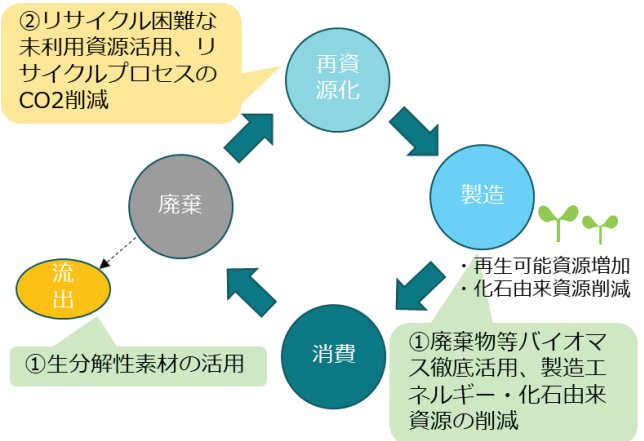 ②リサイクル困難な
未利用資源活用、リ
サイクルプロセスの
CO2削減
再資
源化
廃棄
製造
流
出
・再生可能資源増加
・化石由来資源削減
消費
①生分解性素材の活用
①廃棄物等バイオマ
ス徹底活用、製造エ
ネルギー・化石由来
資源の削減